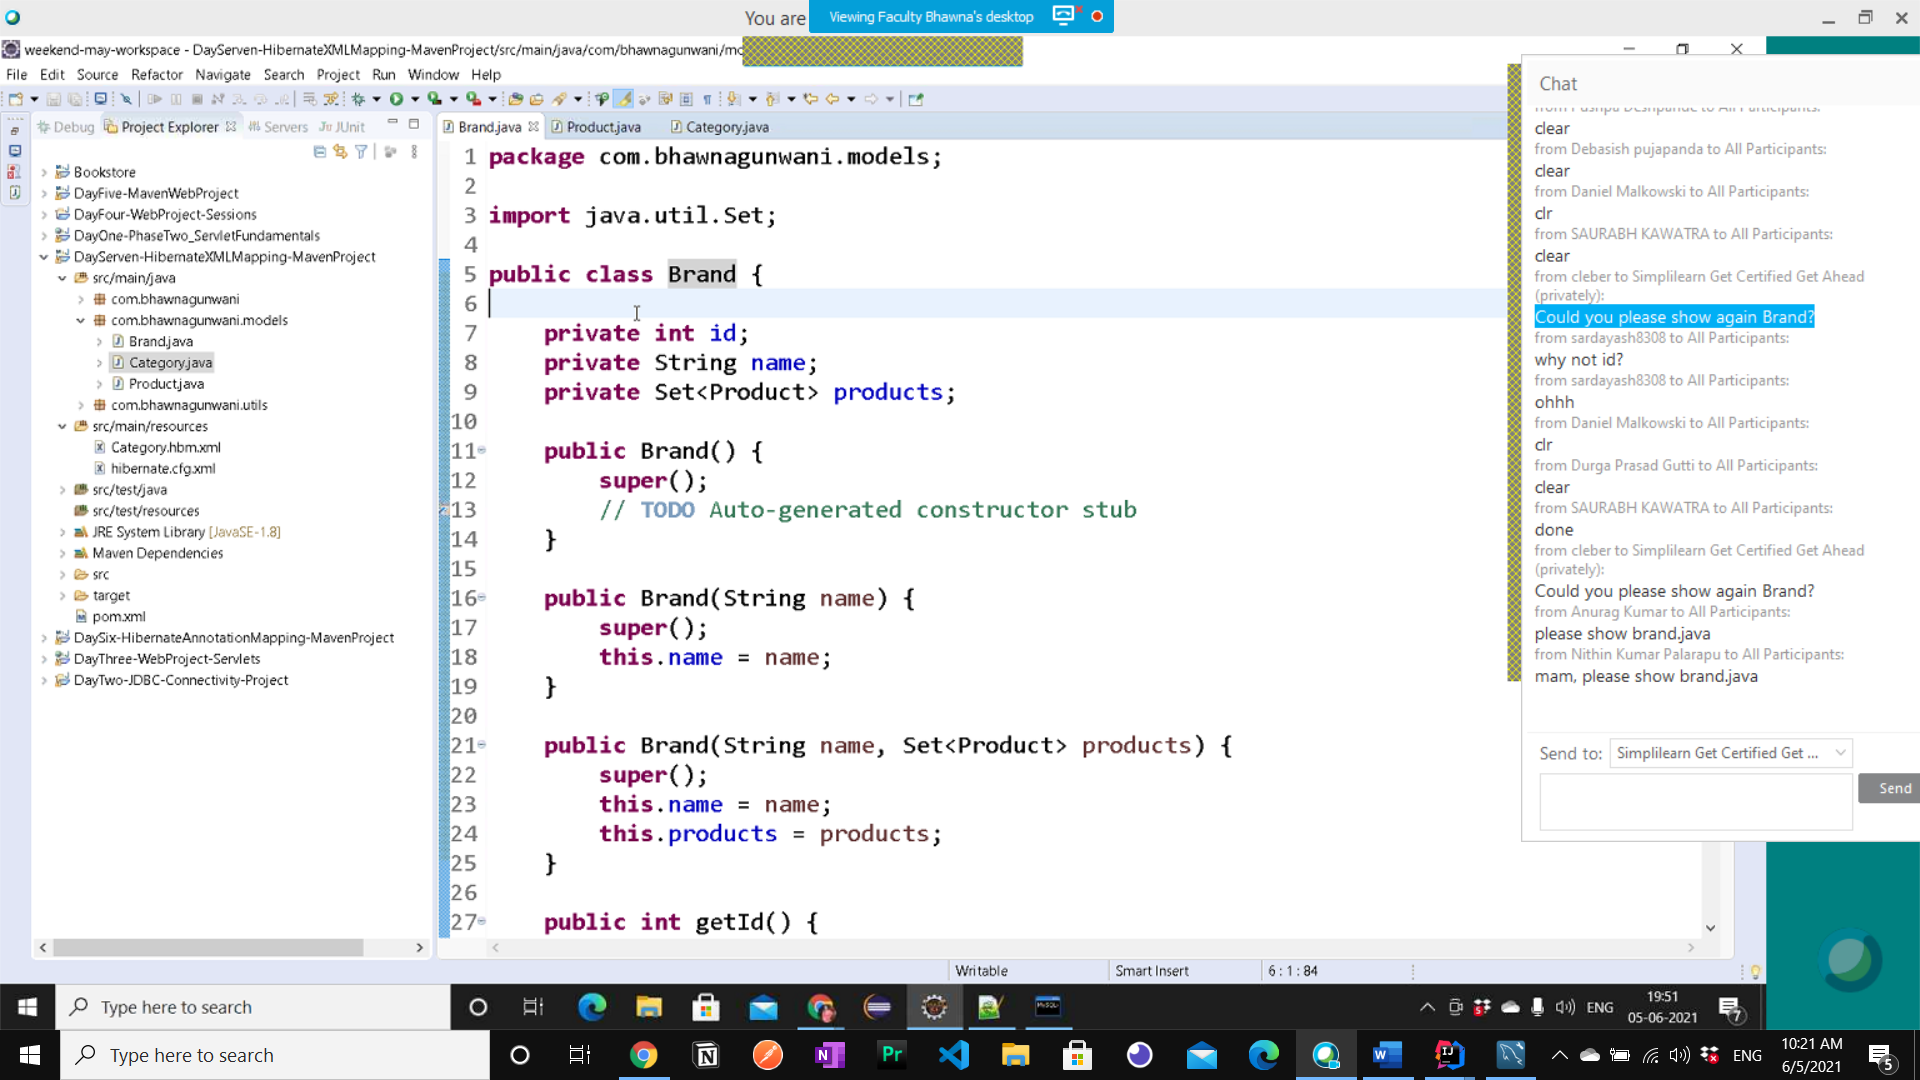 You are
Viewing Faculty Bhawna's desktop
weekend-may-workspace - DayServen-HibernateXMLMapping-MavenProject/src/main/java/com/bhawnagunwani/mo
File Edit Source Refactor Navigate Search Project Run Window Help
Debug Project Explorer Servers JUnit
Bookstore
DayFive-MavenWebProject
DayFour-WebProject-Sessions
DayOne-PhaseTwo_ServletFundamentals
DayServen-HibernateXMLMapping-MavenProject
src/main/java
com.bhawnagunwani
com.bhawnagunwani.models
Brand.java
Category.java
Product.java
com.bhawnagunwani.utils
src/main/resources
Category.hbm.xml
hibernate.cfg.xml
src/test/java
src/test/resources
JRE System Library [JavaSE-1.8]
Maven Dependencies
src
target
pom.xml
DaySix-HibernateAnnotationMapping-MavenProject
DayThree-WebProject-Servlets
DayTwo-JDBC-Connectivity-Project
Brand.java Product.java Category.java
1 package com.bhawnagunwani.models;
2
3 import java.util.Set;
4
5 public class Brand {
6
7 private int id;
8 private String name;
9 private Set<Product> products;
10
11 public Brand() {
12 super();
13 // TODO Auto-generated constructor stub
14 }
15
16 public Brand(String name) {
17 super();
18 this.name = name;
19 }
20
21 public Brand(String name, Set<Product> products) {
22 super();
23 this.name = name;
24 this.products = products;
25 }
26
27 public int getId() {
Writable Smart Insert 6 : 1 : 84
Chat
to All Participants:
clear
from Debasish pujapanda to All Participants:
clear
from Daniel Malkowski to All Participants:
clr
from SAURABH KAWATRA to All Participants:
clear
from cleber to Simplilearn Get Certified Get Ahead
(privately):
Could you please show again Brand?
from sardayash8308 to All Participants:
why not id?
from sardayash8308 to All Participants:
ohhh
from Daniel Malkowski to All Participants:
clr
from Durga Prasad Gutti to All Participants:
clear
from SAURABH KAWATRA to All Participants:
done
from cleber to Simplilearn Get Certified Get Ahead
(privately):
Could you please show again Brand?
from Anurag Kumar to All Participants:
please show brand.java
from Nithin Kumar Palarapu to All Participants:
mam, please show brand.java
Send to: Simplilearn Get Certified Get ...
Send
Type here to search
ENG
19:51
05-06-2021
7
Type here to search
ENG
10:21 AM
6/5/2021
5